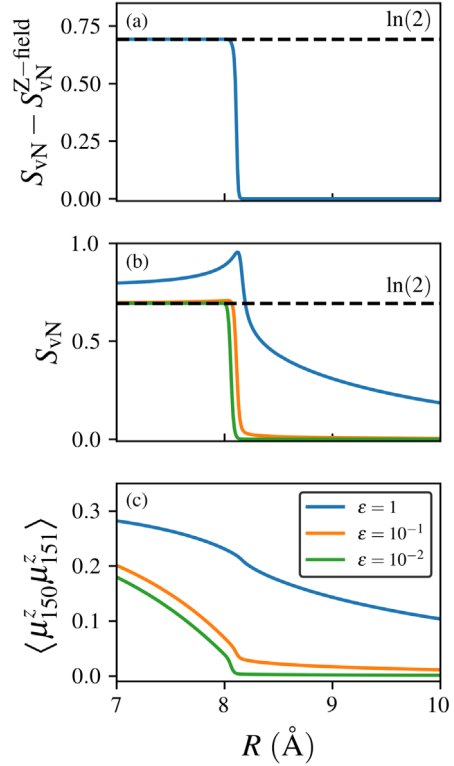 (a)
ln(2)
0.75
0.50
0.25
0.00
S_vN − S_vN^Z−field
(b)
ln(2)
1.0
0.5
0.0
S_vN
(c)
ε = 1
ε = 10⁻¹
ε = 10⁻²
0.3
0.2
0.1
0.0
⟨μ^z_150 μ^z_151⟩
7 8 9 10
R (Å)